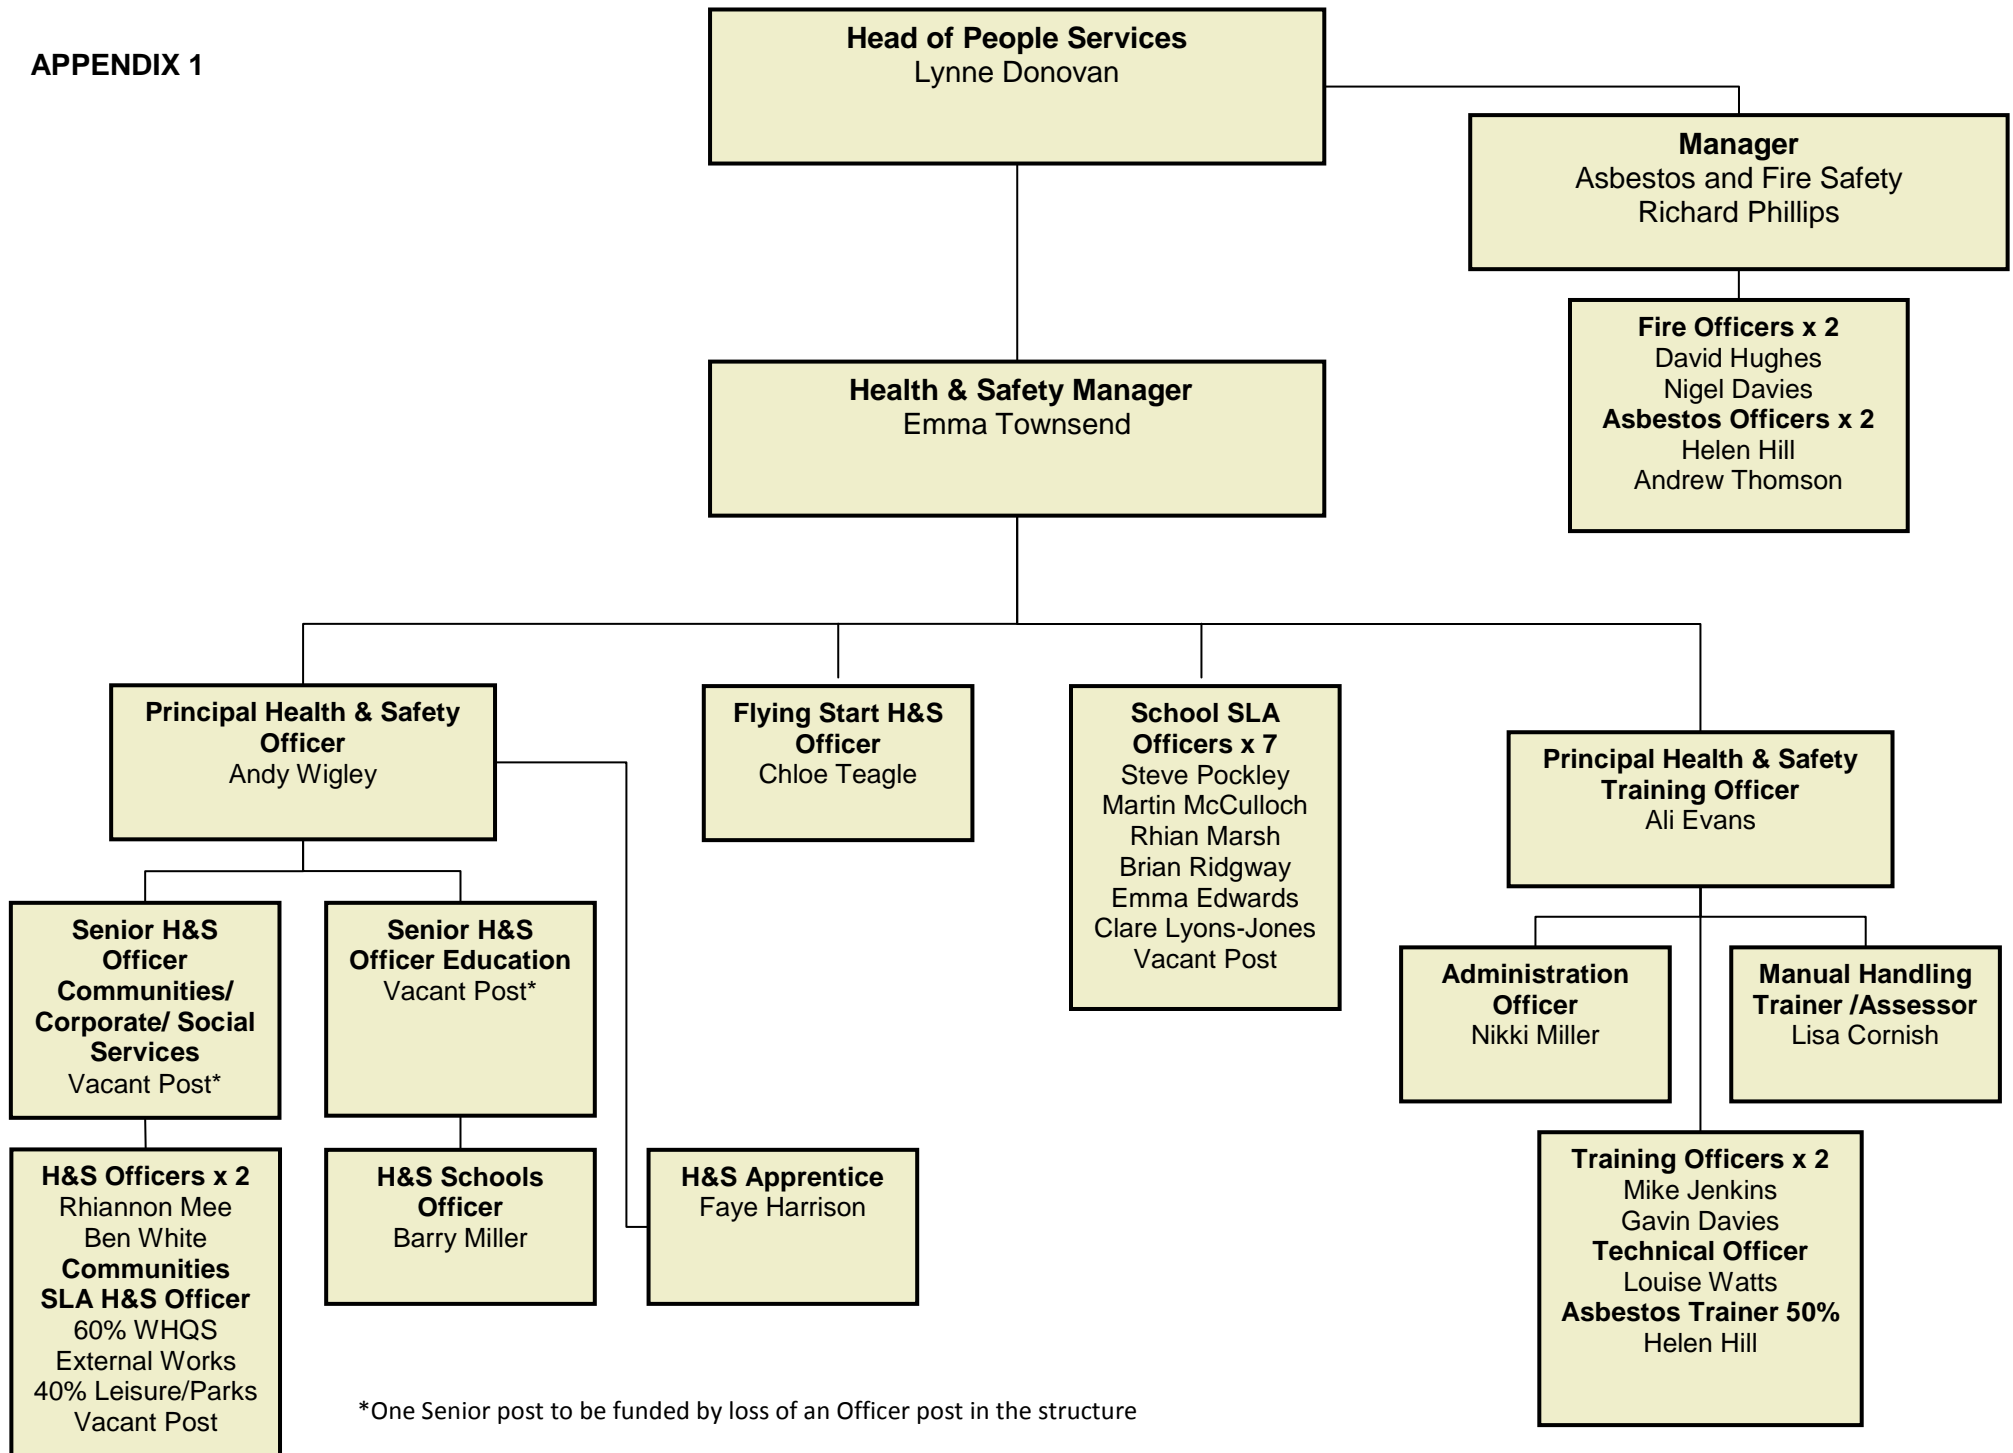 APPENDIX 1
Head of People Services
Lynne Donovan
Manager
Asbestos and Fire Safety
Richard Phillips
Fire Officers x 2
David Hughes
Nigel Davies
Asbestos Officers x 2
Helen Hill
Andrew Thomson
Health & Safety Manager
Emma Townsend
Principal Health & Safety
Officer
Andy Wigley
Flying Start H&S
Officer
Chloe Teagle
School SLA
Officers x 7
Steve Pockley
Martin McCulloch
Rhian Marsh
Brian Ridgway
Emma Edwards
Clare Lyons-Jones
Vacant Post
Principal Health & Safety
Training Officer
Ali Evans
Senior H&S
Officer
Communities/
Corporate/ Social
Services
Vacant Post*
Senior H&S
Officer Education
Vacant Post*
Administration
Officer
Nikki Miller
Manual Handling
Trainer /Assessor
Lisa Cornish
H&S Officers x 2
Rhiannon Mee
Ben White
Communities
SLA H&S Officer
60% WHQS
External Works
40% Leisure/Parks
Vacant Post
H&S Schools
Officer
Barry Miller
H&S Apprentice
Faye Harrison
Training Officers x 2
Mike Jenkins
Gavin Davies
Technical Officer
Louise Watts
Asbestos Trainer 50%
Helen Hill
*One Senior post to be funded by loss of an Officer post in the structure